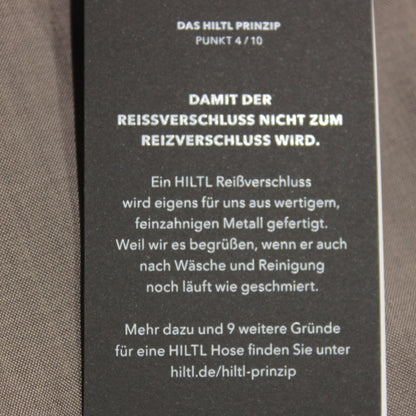 DAS HILTL PRINZIP
PUNKT 4 / 10
DAMIT DER
REISSVERSCHLUSS NICHT ZUM
REIZVERSCHLUSS WIRD.
Ein HILTL Reißverschluss
wird eigens für uns aus wertigem,
feinzahnigen Metall gefertigt.
Weil wir es begrüßen, wenn er auch
nach Wäsche und Reinigung
noch läuft wie geschmiert.
Mehr dazu und 9 weitere Gründe
für eine HILTL Hose finden Sie unter
hiltl.de/hiltl-prinzip